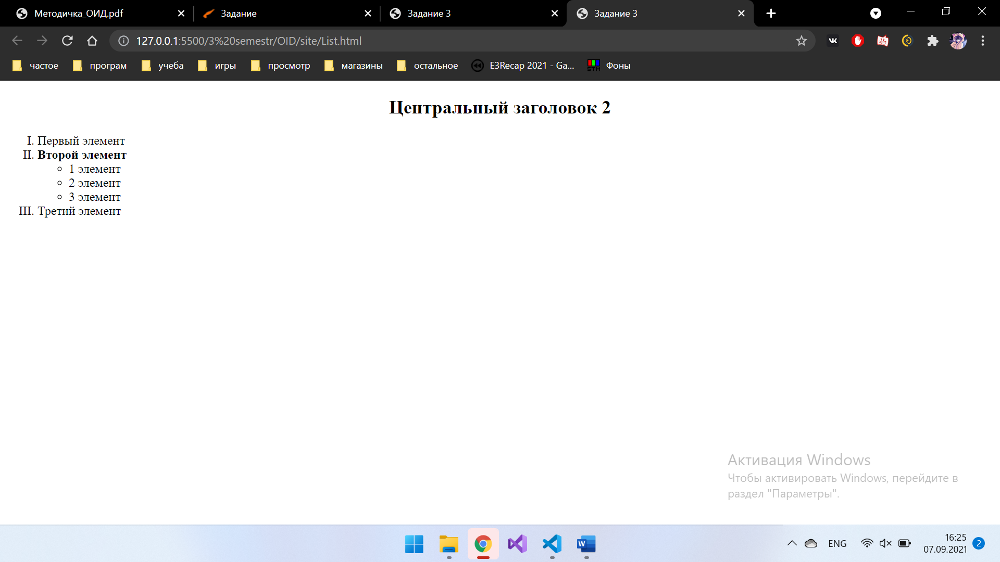 Методичка_ОИД.pdf
Задание
Задание 3
Задание 3
127.0.0.1:5500/3%20semestr/OID/site/List.html
частое
програм
учеба
игры
просмотр
магазины
остальное
E3Recap 2021 - Ga...
STM
Фоны
Центральный заголовок 2
I. Первый элемент
II. Второй элемент
1 элемент
2 элемент
3 элемент
III. Третий элемент
Активация Windows
Чтобы активировать Windows, перейдите в
раздел "Параметры".
W
ENG
16:25
07.09.2021
2